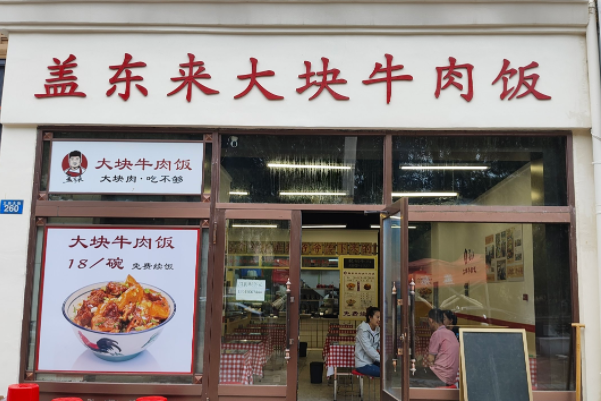 盖东来大块牛肉饭
大块牛肉饭
大块肉·吃不够
260
大块牛肉饭
18/碗 免费续饭